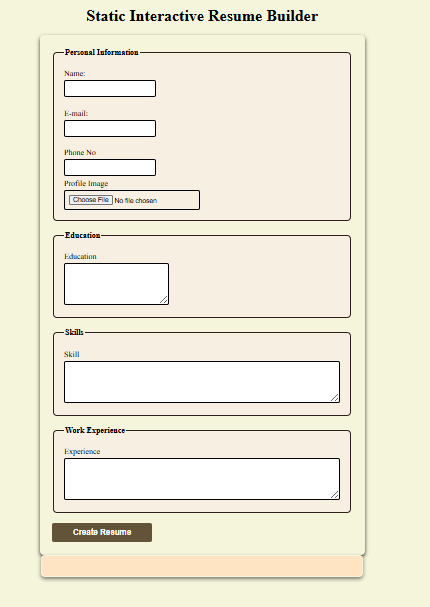 Static Interactive Resume Builder
Personal Information
Name:
E-mail:
Phone No
Profile Image
Choose File No file chosen
Education
Education
Skills
Skill
Work Experience
Experience
Create Resume